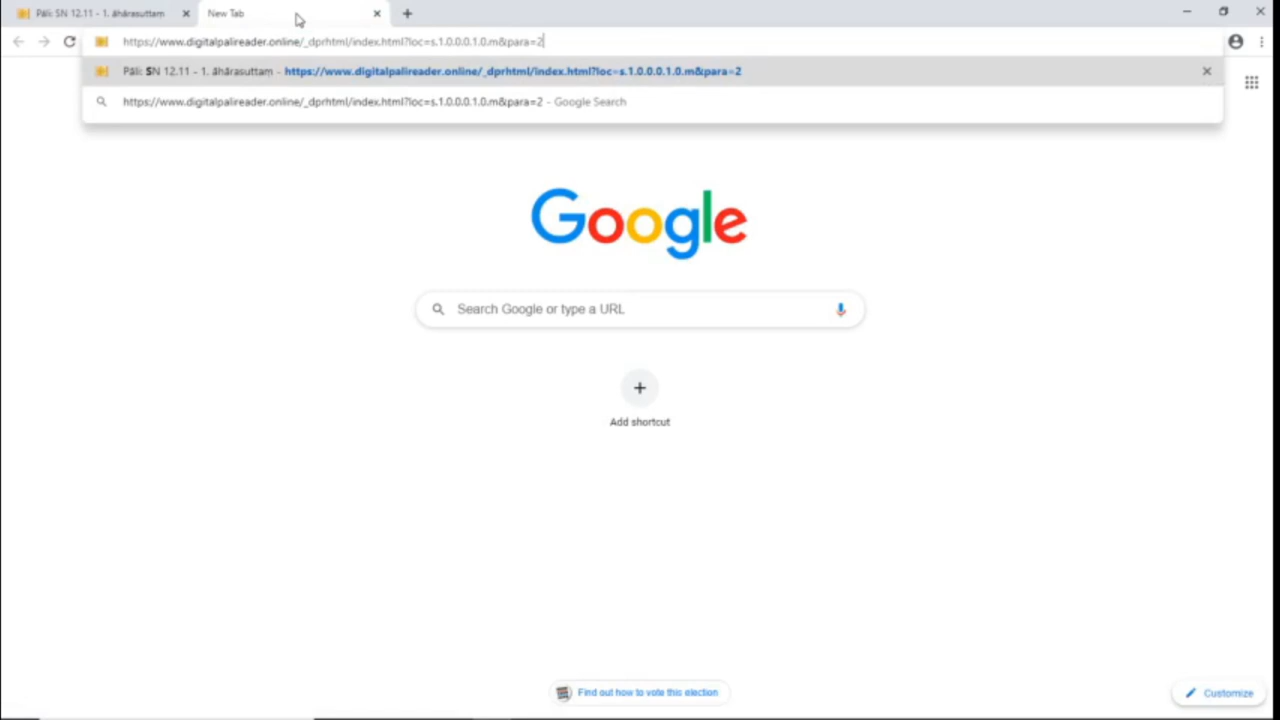 Pāli: SN 12.11 - 1. āhārasuttaṃ
New Tab
https://www.digitalpalireader.online/_dprhtml/index.html?loc=s.1.0.0.0.1.0.m&para=2
Pāli: SN 12.11 - 1. āhārasuttaṃ - https://www.digitalpalireader.online/_dprhtml/index.html?loc=s.1.0.0.0.1.0.m&para=2
https://www.digitalpalireader.online/_dprhtml/index.html?loc=s.1.0.0.0.1.0.m&para=2 - Google Search
Google
Search Google or type a URL
Add shortcut
Find out how to vote this election
Customize